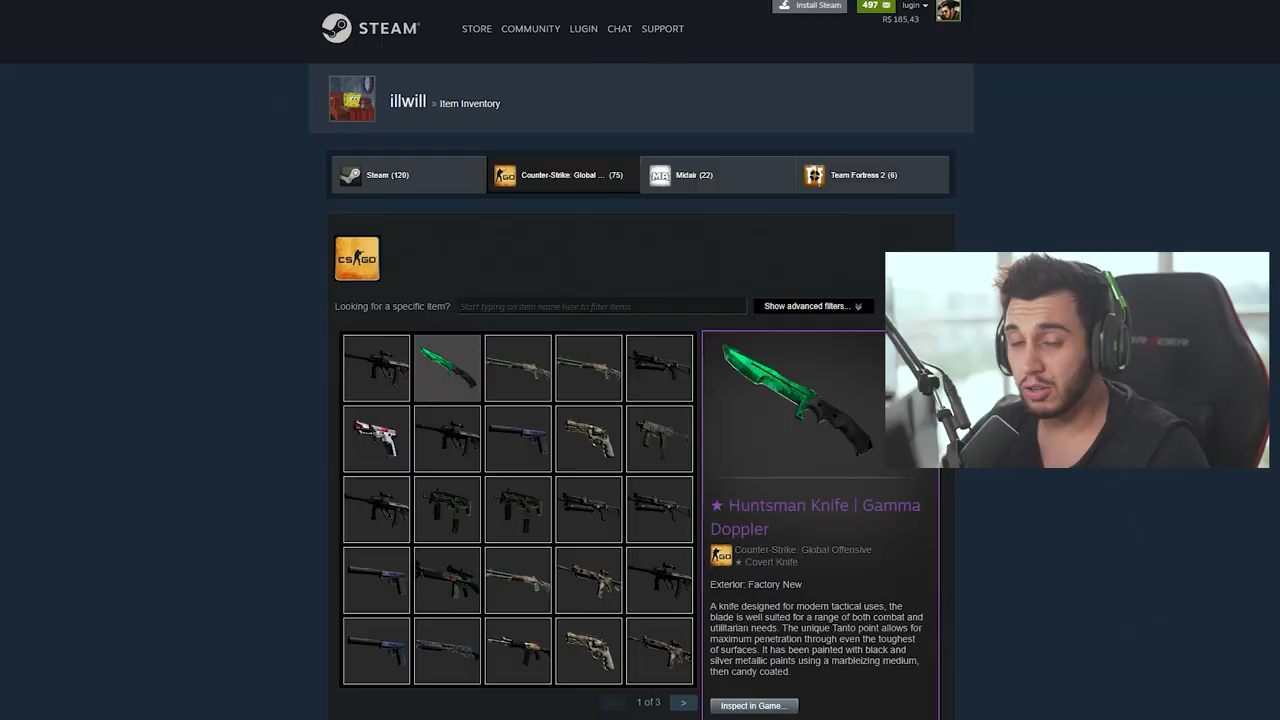 Install Steam
497
lugin
R$ 185,43
STEAM
STORE
COMMUNITY
LUGIN
CHAT
SUPPORT
illwill » Item Inventory
Steam (120)
GO
Counter-Strike: Global ... (75)
MA
Midair (22)
Team Fortress 2 (6)
CS GO
Looking for a specific item?
Start typing an item name here to filter items
Show advanced filters...
★ Huntsman Knife | Gamma
Doppler
GO
Counter-Strike: Global Offensive
★ Covert Knife
Exterior: Factory New
A knife designed for modern tactical uses, the
blade is well suited for a range of both combat and
utilitarian needs. The unique Tanto point allows for
maximum penetration through even the toughest
of surfaces. It has been painted with black and
silver metallic paints using a marbleizing medium,
then candy coated.
Inspect in Game...
1 of 3
>